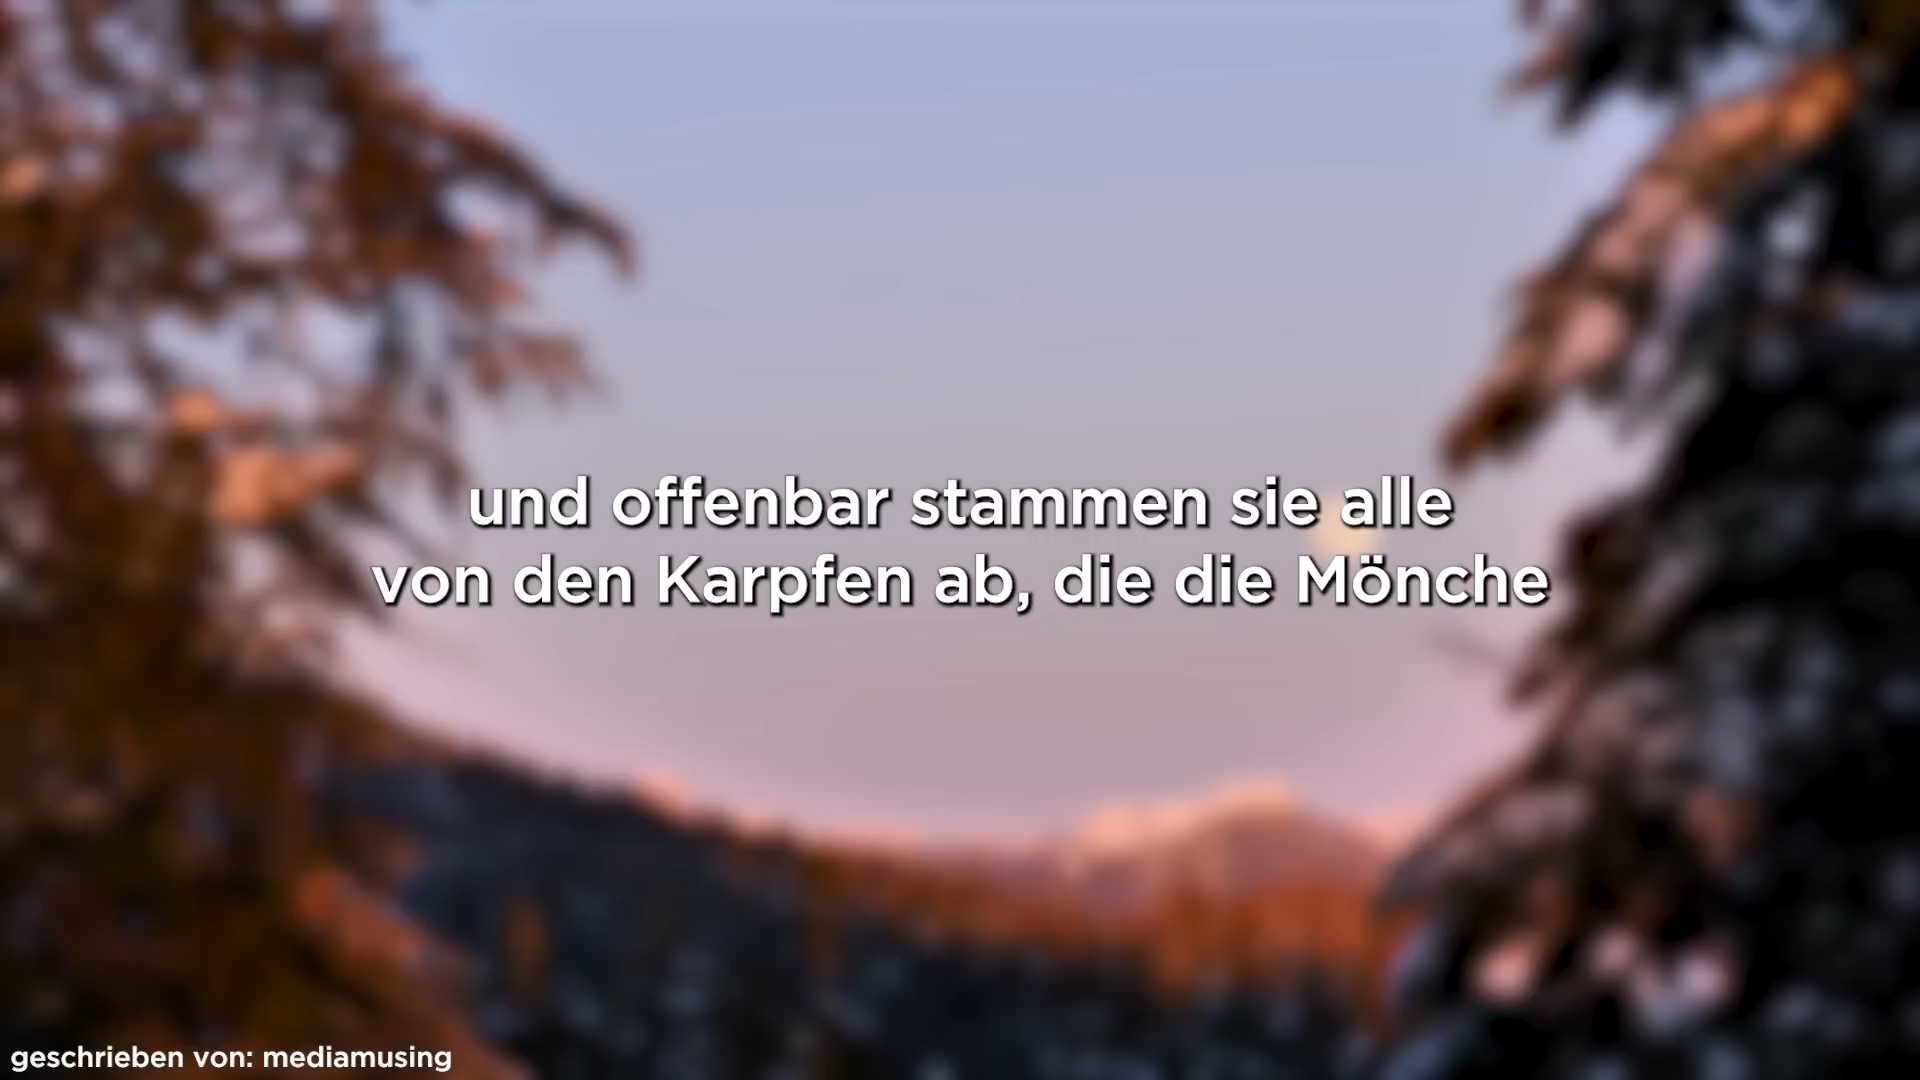 und offenbar stammen sie alle
von den Karpfen ab, die die Mönche
geschrieben von: mediamusing